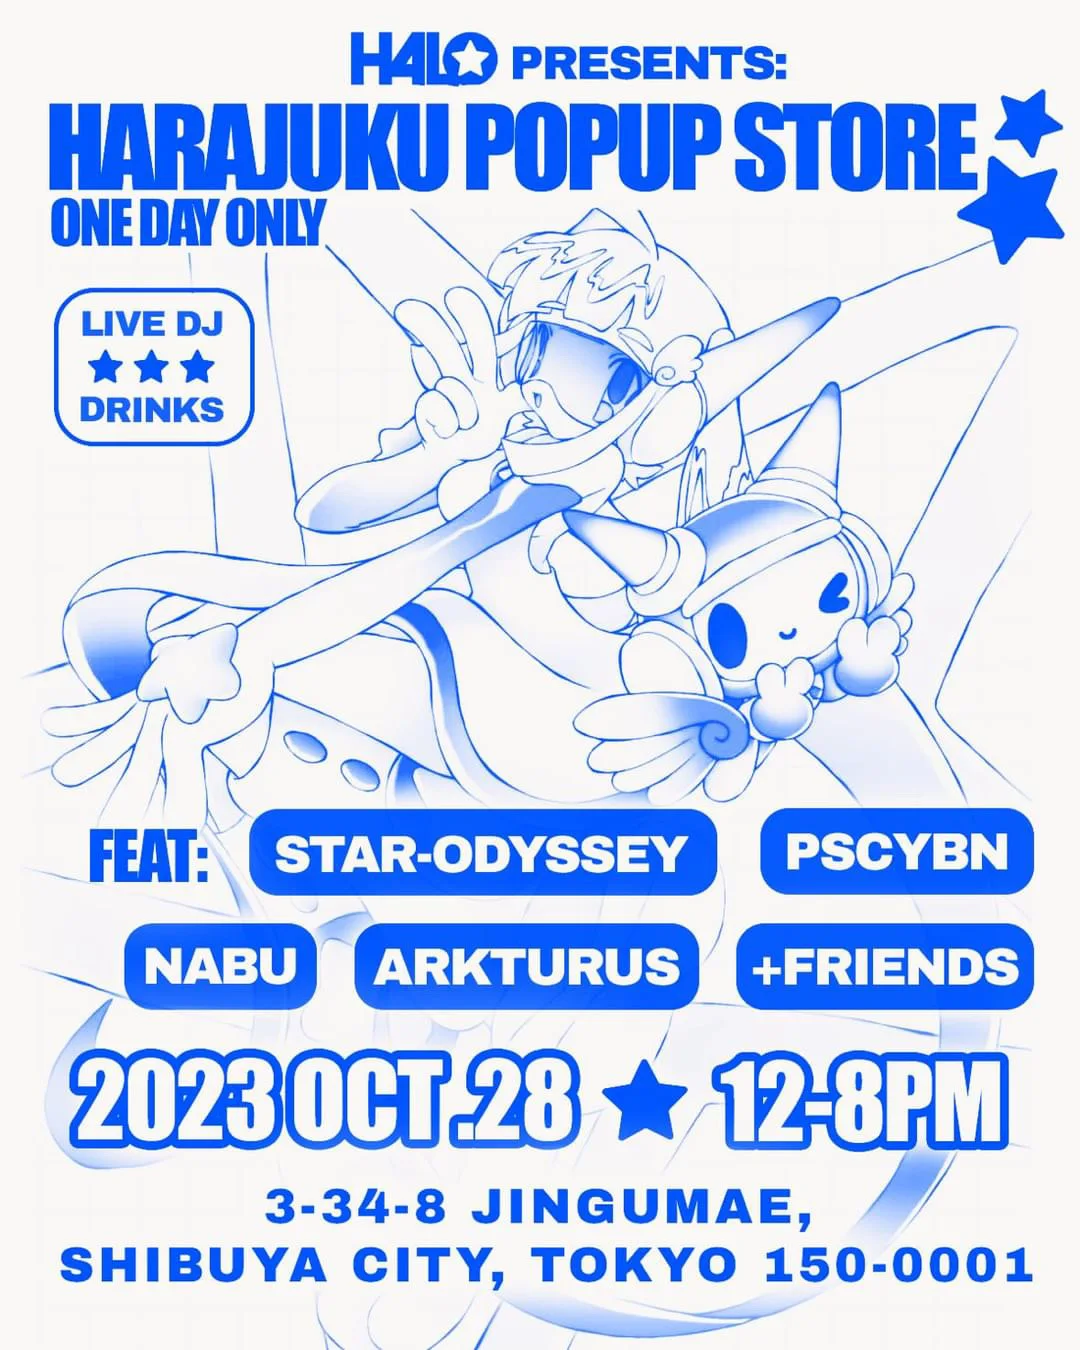 H4LO PRESENTS:
HARAJUKU POPUP STORE
ONE DAY ONLY
LIVE DJ
DRINKS
FEAT: STAR-ODYSSEY PSCYBN
NABU ARKTURUS +FRIENDS
2023 OCT.28 12-8PM
3-34-8 JINGUMAE,
SHIBUYA CITY, TOKYO 150-0001